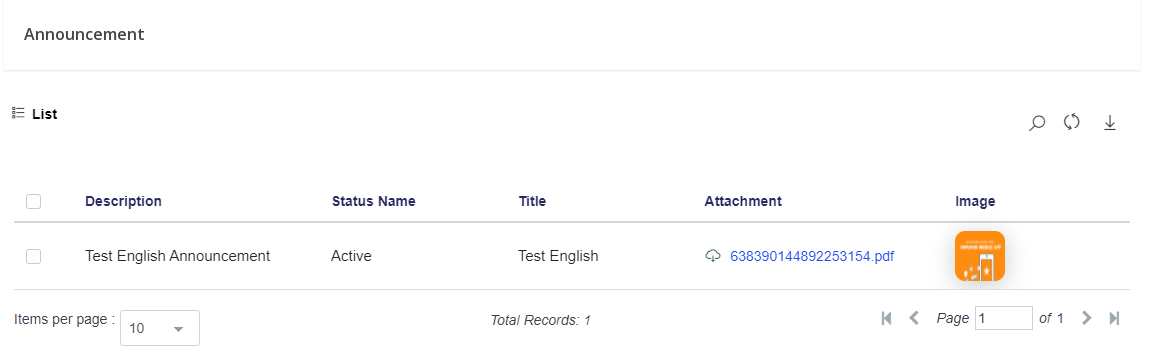 Announcement
List
Description Status Name Title Attachment Image
Test English Announcement Active Test English 638390144892253154.pdf
Items per page : 10 Total Records: 1 Page 1 of 1